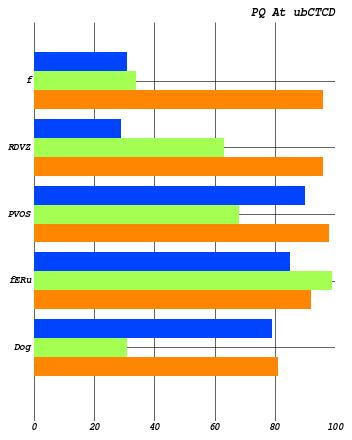 PQ At ubCTCD
f
RDVZ
PVOS
fERu
Dog
0 20 40 60 80 100